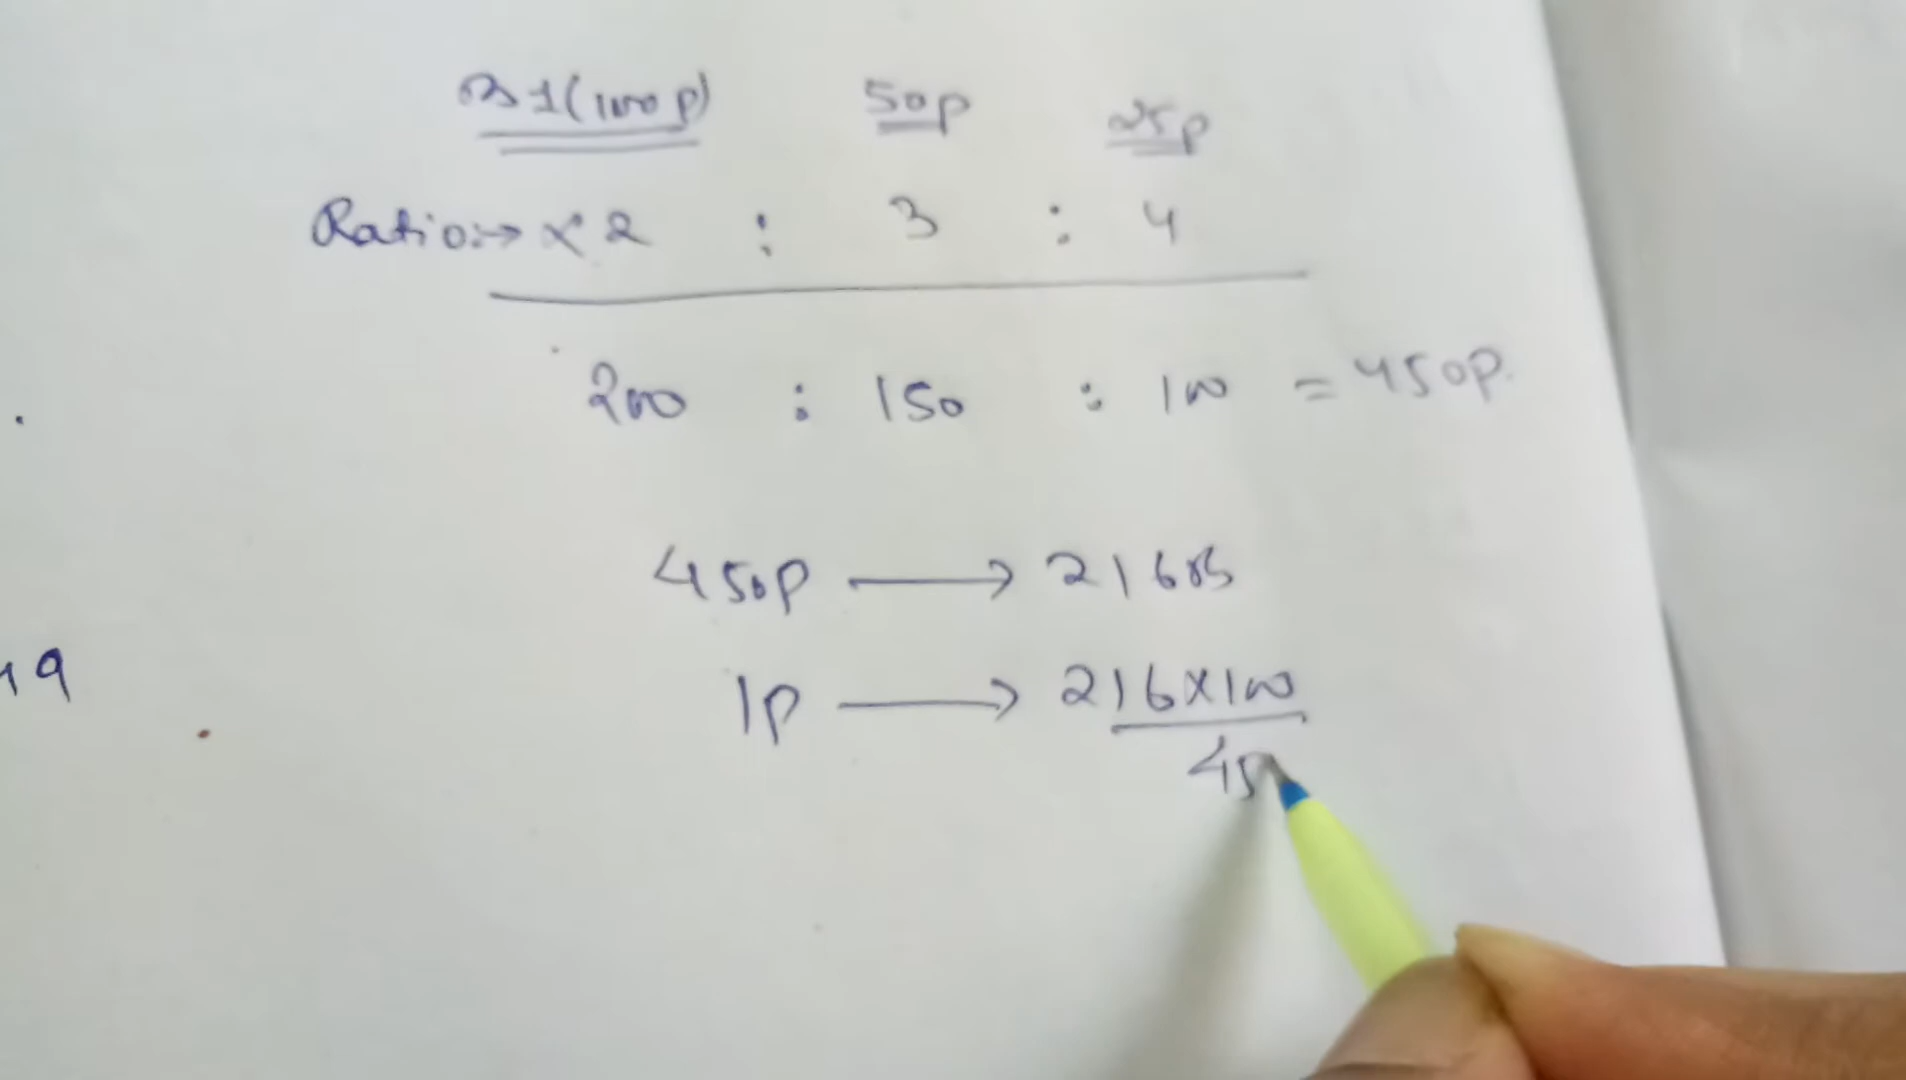 Rs 1(100p) 50p 25p
Ratio:→ × 2 : 3 : 4
200 : 150 : 100 = 450p.
450p → 216rs
1p → 216×100
45
9